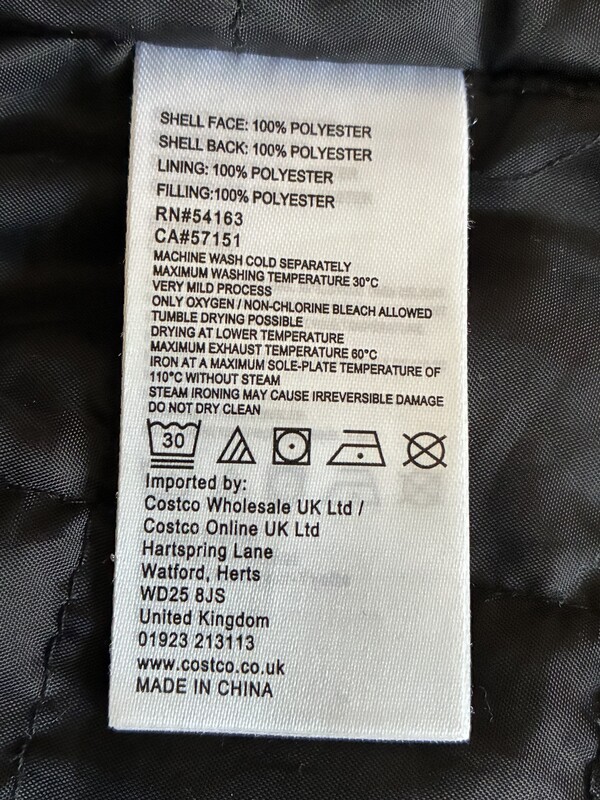 SHELL FACE: 100% POLYESTER
SHELL BACK: 100% POLYESTER
LINING: 100% POLYESTER
FILLING:100% POLYESTER
RN#54163
CA#57151
MACHINE WASH COLD SEPARATELY
MAXIMUM WASHING TEMPERATURE 30°C
VERY MILD PROCESS
ONLY OXYGEN / NON-CHLORINE BLEACH ALLOWED
TUMBLE DRYING POSSIBLE
DRYING AT LOWER TEMPERATURE
MAXIMUM EXHAUST TEMPERATURE 60°C
IRON AT A MAXIMUM SOLE-PLATE TEMPERATURE OF
110°C WITHOUT STEAM
STEAM IRONING MAY CAUSE IRREVERSIBLE DAMAGE
DO NOT DRY CLEAN
30
Imported by:
Costco Wholesale UK Ltd /
Costco Online UK Ltd
Hartspring Lane
Watford, Herts
WD25 8JS
United Kingdom
01923 213113
www.costco.co.uk
MADE IN CHINA